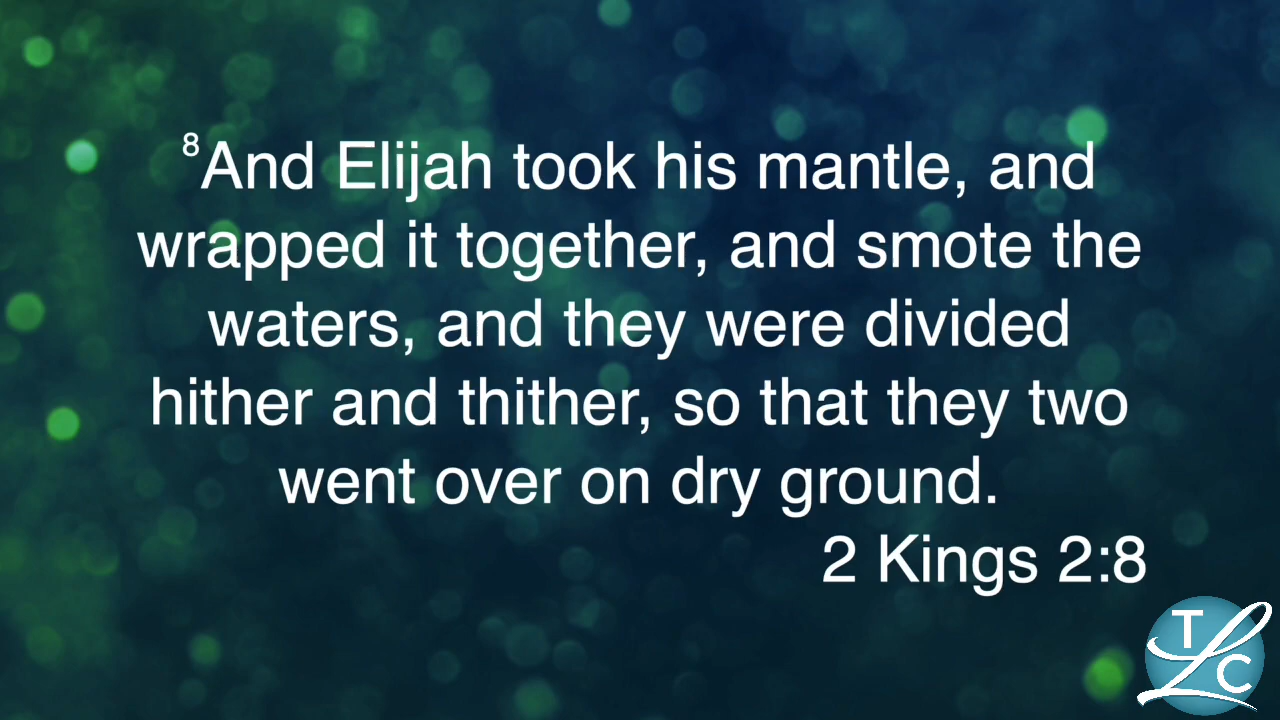 ⁸And Elijah took his mantle, and
wrapped it together, and smote the
waters, and they were divided
hither and thither, so that they two
went over on dry ground.
2 Kings 2:8
TLC